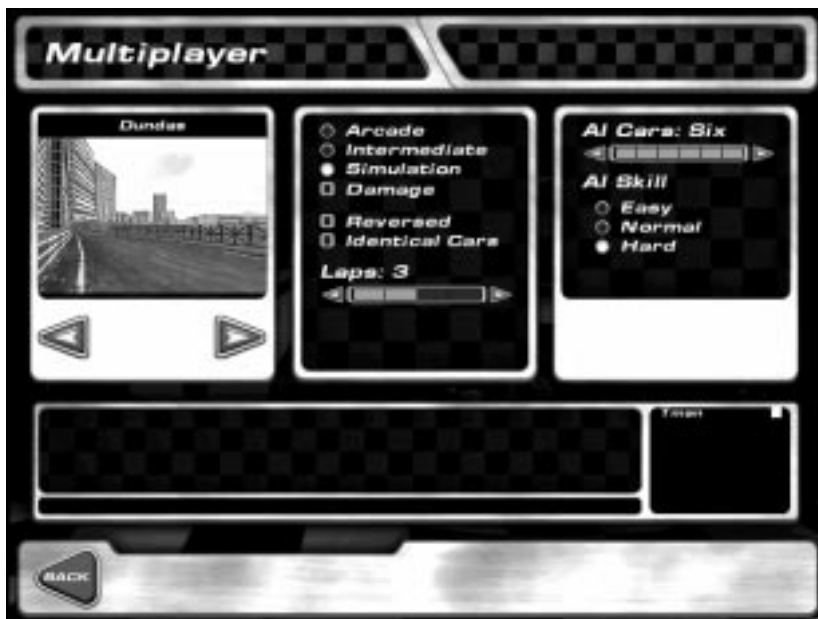 Multiplayer
Dundas
Arcade
Intermediate
Simulation
Damage
Reversed
Identical Cars
Laps: 3
AI Cars: Six
AI Skill
Easy
Normal
Hard
Tman
BACK